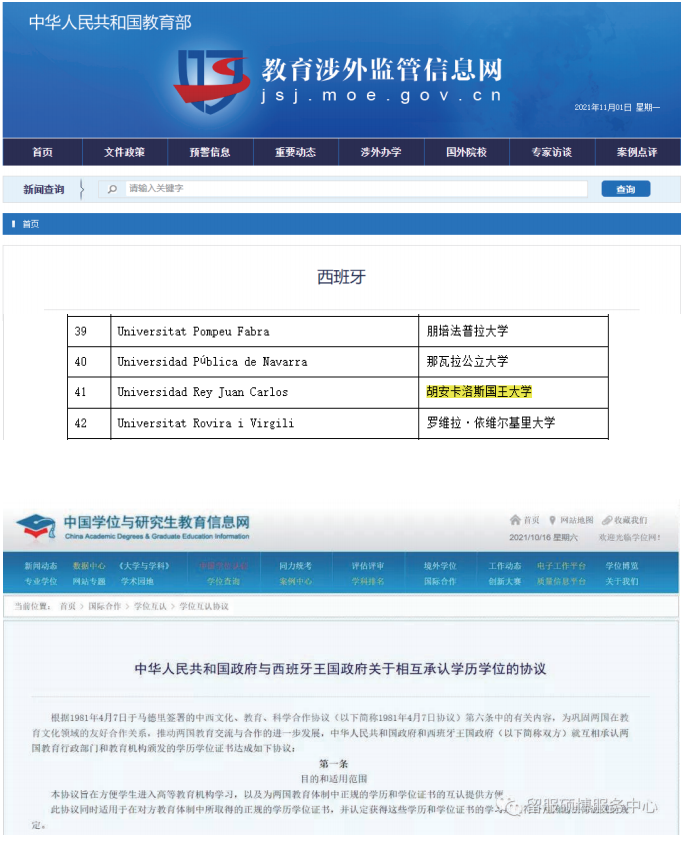 中华人民共和国教育部
教育涉外监管信息网
jsj.moe.gov.cn
2021年11月01日 星期一
首页 文件政策 预警信息 重要动态 涉外办学 国外院校 专家访谈 案例点评
新闻查询 请输入关键字 查询
首页
西班牙
39 Universitat Pompeu Fabra 朋培法普拉大学
40 Universidad Pública de Navarra 那瓦拉公立大学
41 Universidad Rey Juan Carlos 胡安卡洛斯国王大学
42 Universitat Rovira i Virgili 罗维拉·依维尔基里大学
中国学位与研究生教育信息网
China Academic Degrees & Graduate Education Information
首页 网站地图 收藏我们
2021/10/16 星期六 欢迎光临学位网！
新闻动态 数据中心 《大学与学科》 同力统考 评估评审 境外学位 工作动态 电子工作平台 学位博览
专业学位 网站专题 学术园地 学位查询 案例中心 学科排名 国际合作 创新大赛 质量信息平台 关于我们
当前位置： 首页 > 国际合作 > 学位互认 > 学位互认协议
中华人民共和国政府与西班牙王国政府关于相互承认学历学位的协议
根据1981年4月7日于马德里签署的中西文化、教育、科学合作协议（以下简称1981年4月7日协议）第六条中的有关内容，为巩固两国在教
育文化领域的友好合作关系，推动两国教育交流与合作的进一步发展，中华人民共和国政府和西班牙王国政府（以下简称双方）就互相承认两
国教育行政部门和教育机构颁发的学历学位证书达成如下协议：
第一条
目的和适用范围
本协议旨在方便学生进入高等教育机构学习，以及为两国教育体制中正规的学历和学位证书的互认提供方便
此协议同时适用于在对方教育体制中所取得的正规的学历学位证书，并认定获得这些学历和学位证书的学习
定。
留服硕博服务中心